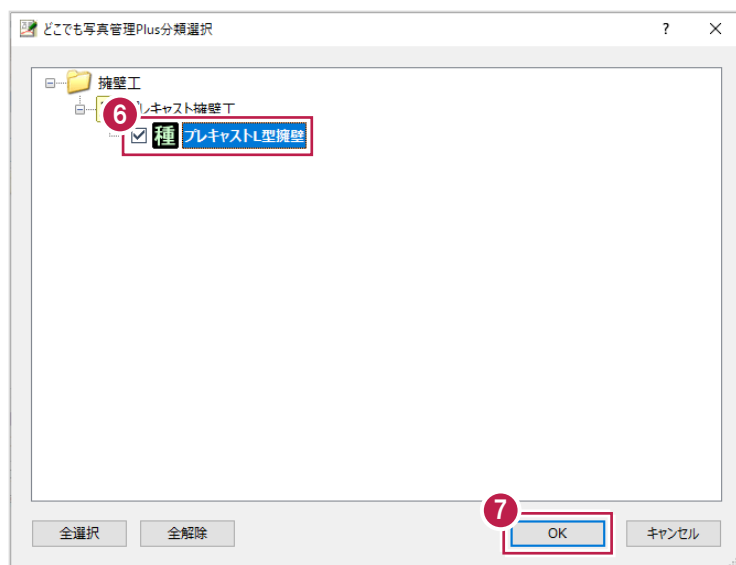 どこでも写真管理Plus分類選択 ? ×
擁壁工
6 プレキャスト擁壁工
種 プレキャストL型擁壁
7
全選択 全解除 OK キャンセル